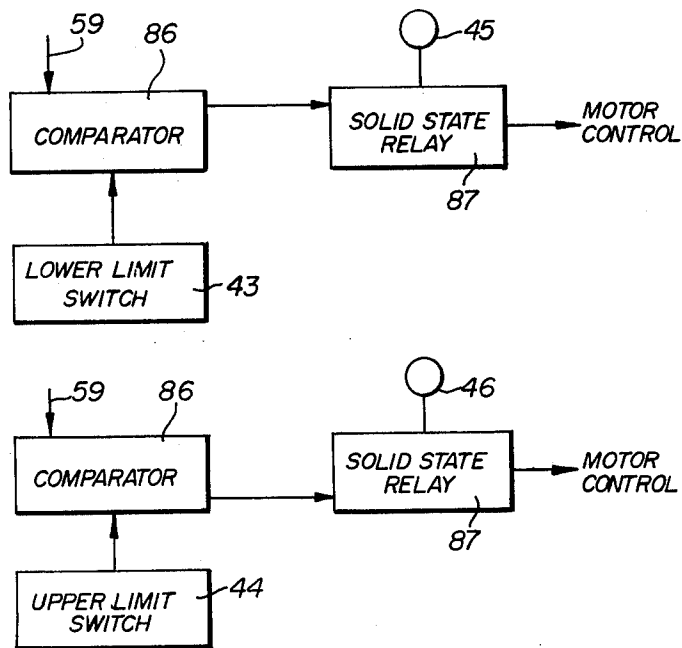 59
86
45
COMPARATOR
SOLID STATE
RELAY
MOTOR
CONTROL
87
LOWER LIMIT
SWITCH
43
59
86
46
COMPARATOR
SOLID STATE
RELAY
MOTOR
CONTROL
87
UPPER LIMIT
SWITCH
44